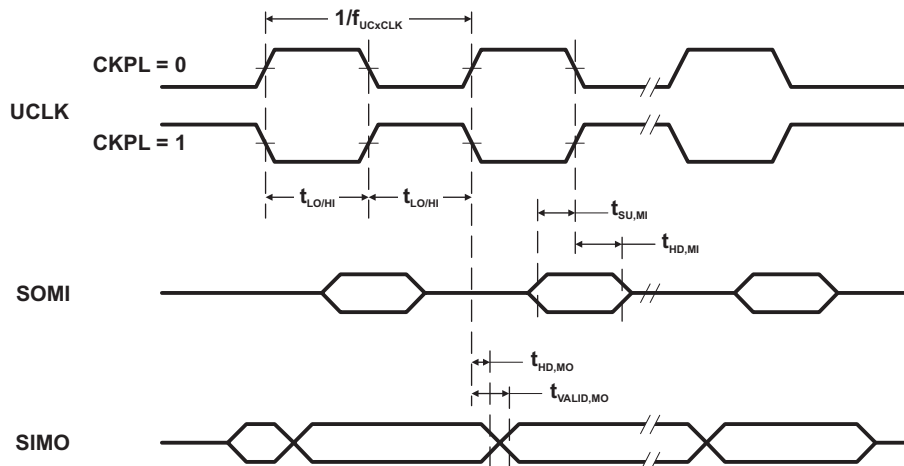 1/fUCxCLK
CKPL = 0
UCLK
CKPL = 1
tLO/HI tLO/HI
tSU,MI
tHD,MI
SOMI
tHD,MO
tVALID,MO
SIMO